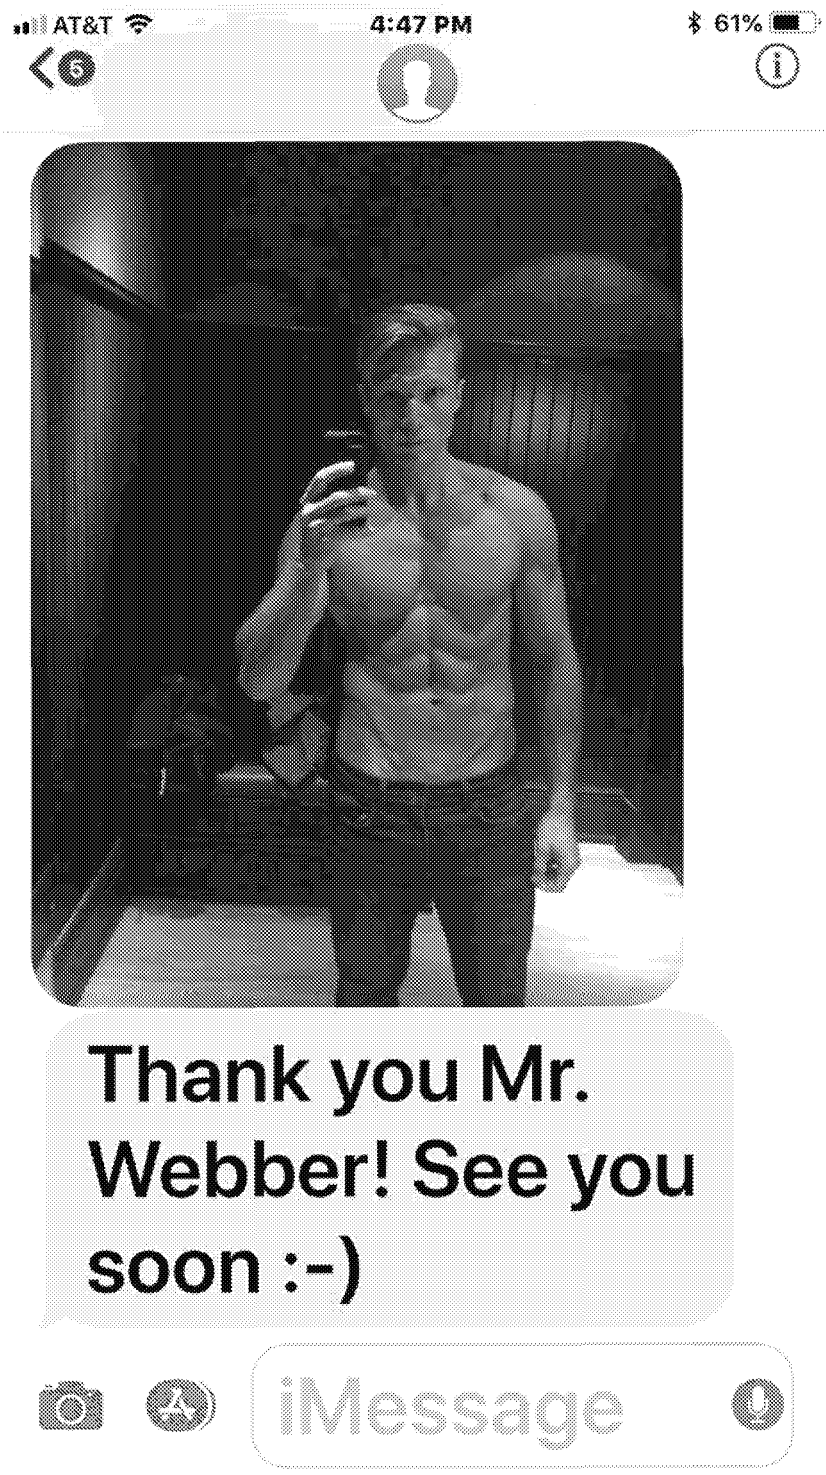 AT&T 4:47 PM 61%
5
Thank you Mr.
Webber! See you
soon :-)
iMessage